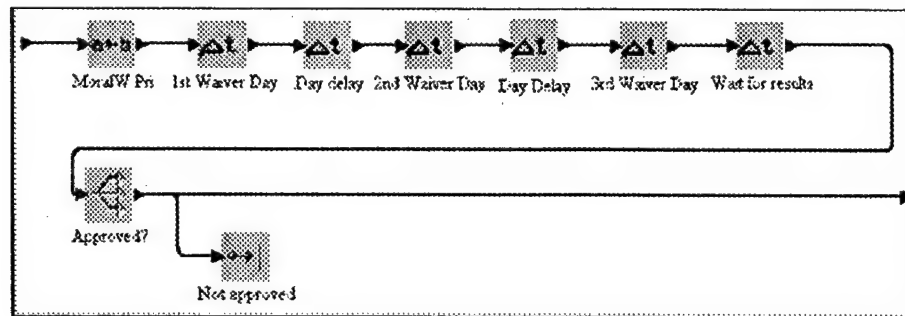 MoralW Pri 1st Waiver Day Day delay 2nd Waiver Day Day Delay 3rd Waiver Day Wait for results
Approved?
Not approved